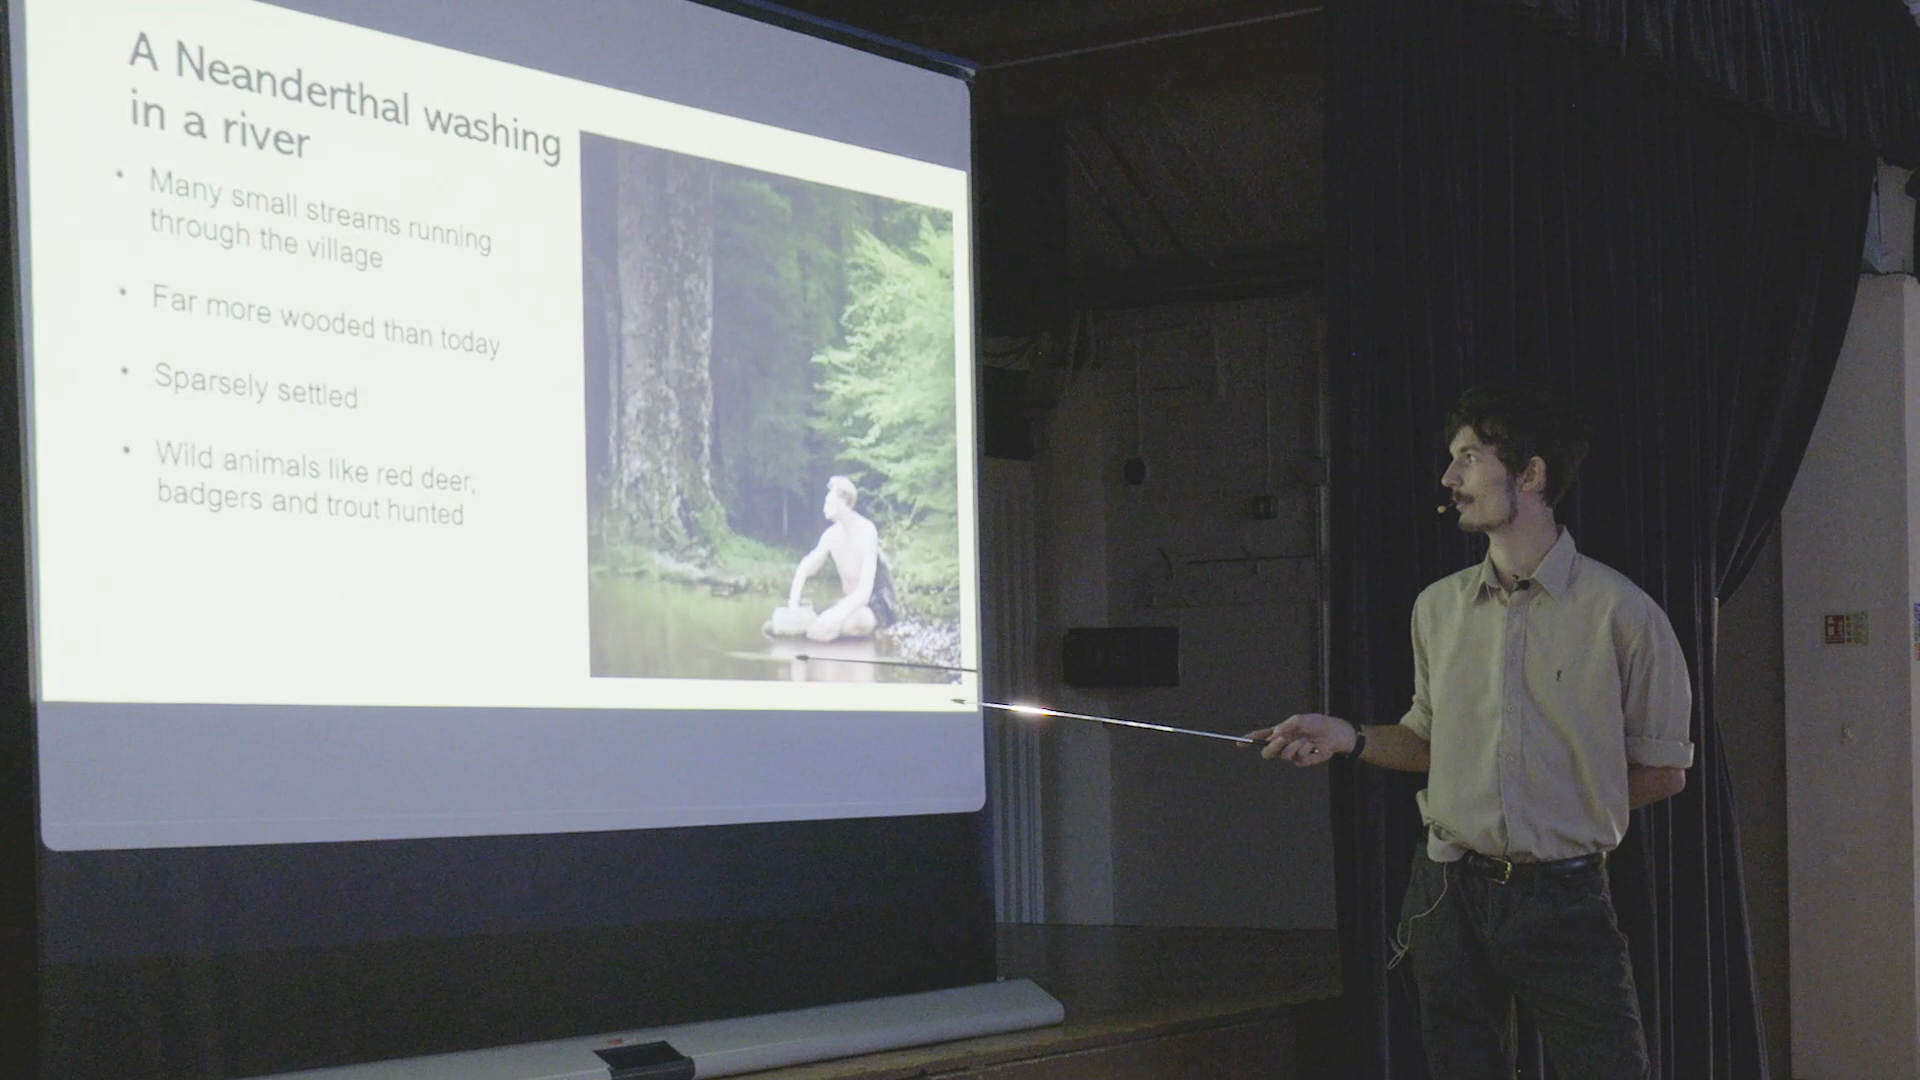 A Neanderthal washing
in a river
• Many small streams running
through the village
• Far more wooded than today
• Sparsely settled
• Wild animals like red deer,
badgers and trout hunted